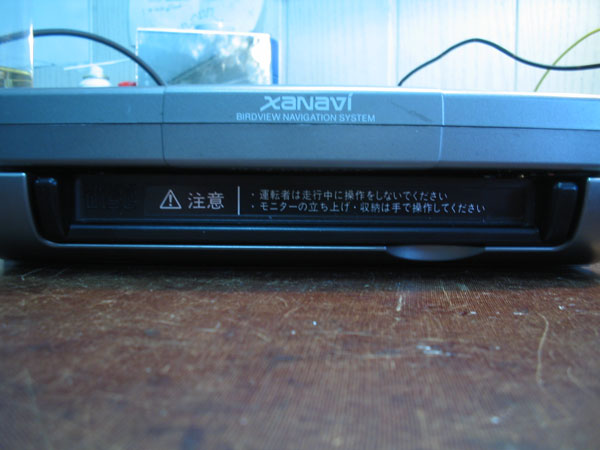 xanavi
BIRDVIEW NAVIGATION SYSTEM
注意
・運転者は走行中に操作をしないでください
・モニターの立ち上げ・収納は手で操作してください